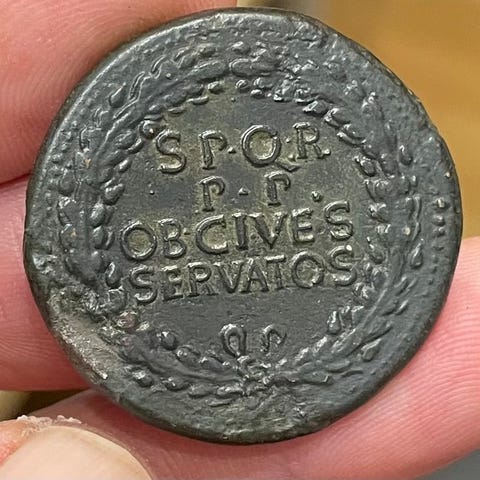 S P·Q·R
P·P·
OB·CIVES
SERVATOS